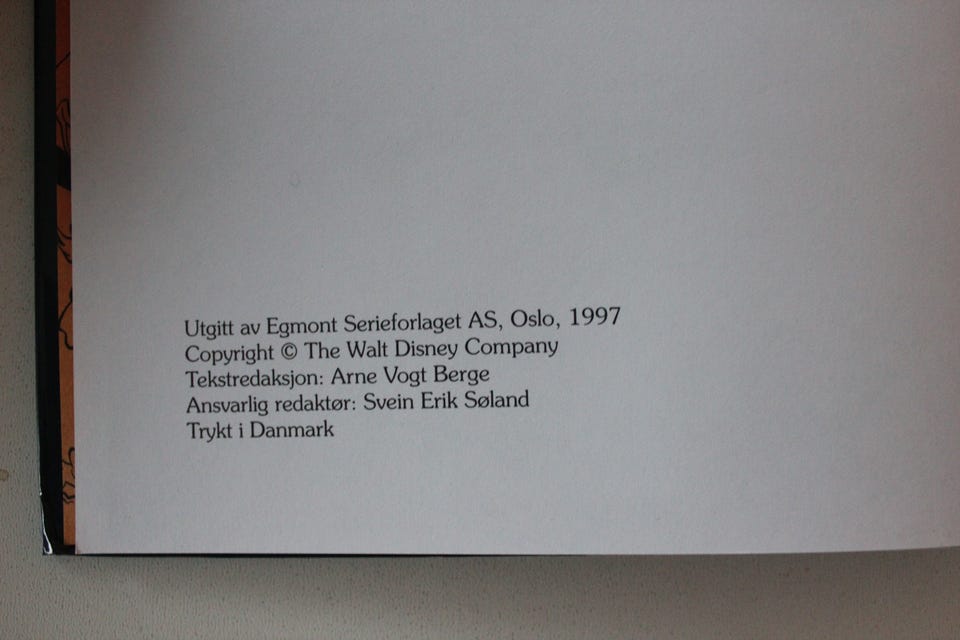 Utgitt av Egmont Serieforlaget AS, Oslo, 1997
Copyright © The Walt Disney Company
Tekstredaksjon: Arne Vogt Berge
Ansvarlig redaktør: Svein Erik Søland
Trykt i Danmark